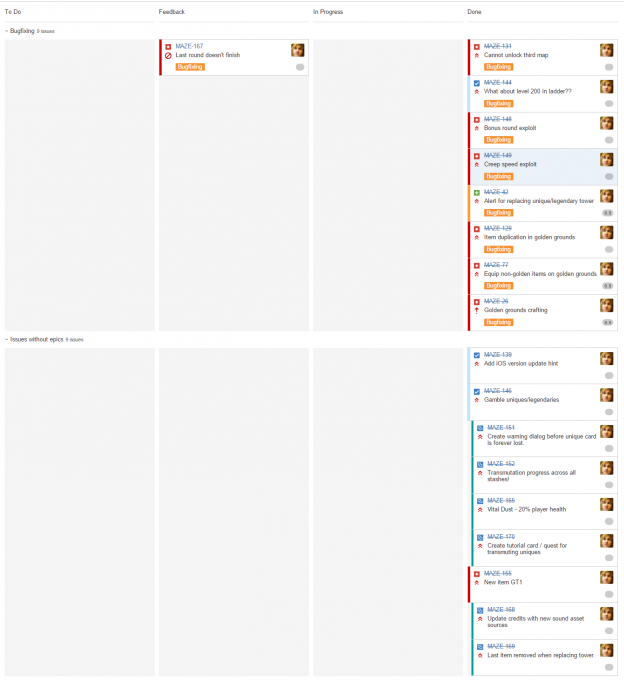 To Do
Feedback
In Progress
Done
Bugfixing 9 issues
MAZE-167
Last round doesn't finish
Bugfixing
MAZE-131
Cannot unlock third map
Bugfixing
MAZE-144
What about level 200 in ladder??
Bugfixing
MAZE-148
Bonus round exploit
Bugfixing
MAZE-149
Creep speed exploit
Bugfixing
MAZE-42
Alert for replacing unique/legendary tower
Bugfixing
MAZE-128
Item duplication in golden grounds
Bugfixing
MAZE-77
Equip non-golden items on golden grounds
Bugfixing
MAZE-26
Golden grounds crafting
Bugfixing
Issues without epics 9 issues
MAZE-139
Add iOS version update hint
MAZE-146
Gamble uniques/legendaries
MAZE-151
Create warning dialog before unique card
is forever lost.
MAZE-152
Transmutation progress across all
stashes!
Vital Dust - 20% player health
MAZE-170
Create tutorial card / quest for
transmuting uniques
New item GT1
MAZE-158
Update credits with new sound asset
sources
MAZE-159
Last item removed when replacing tower